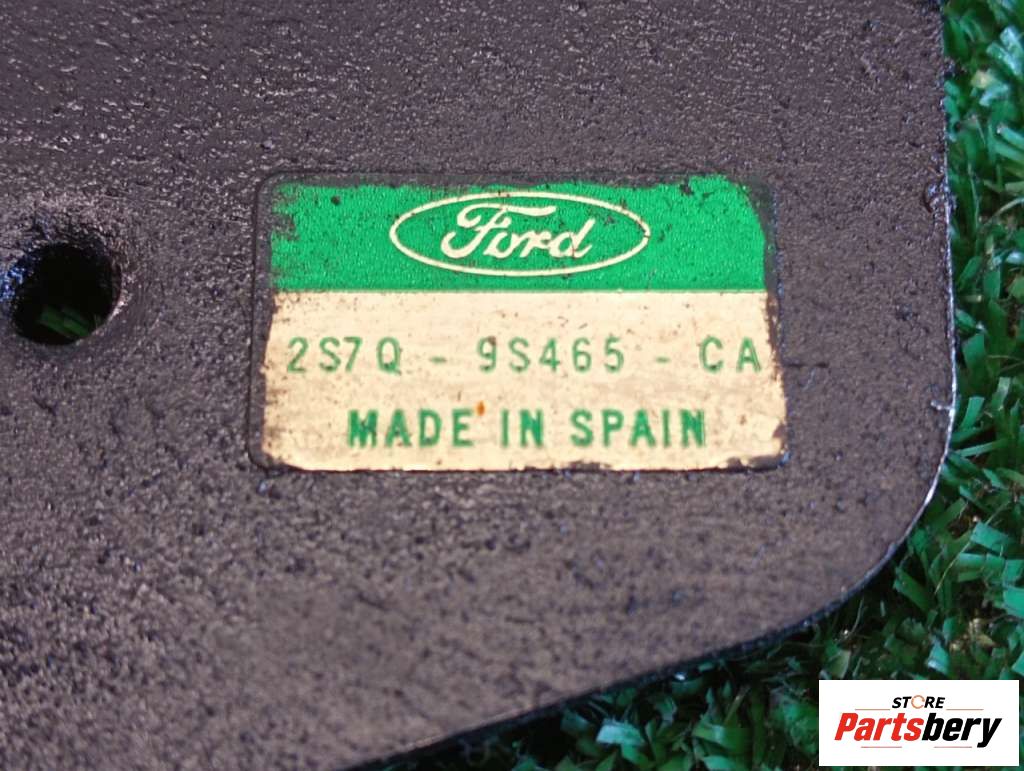 Ford
2S7Q - 9S465 - CA
MADE IN SPAIN
STORE
Partsbery